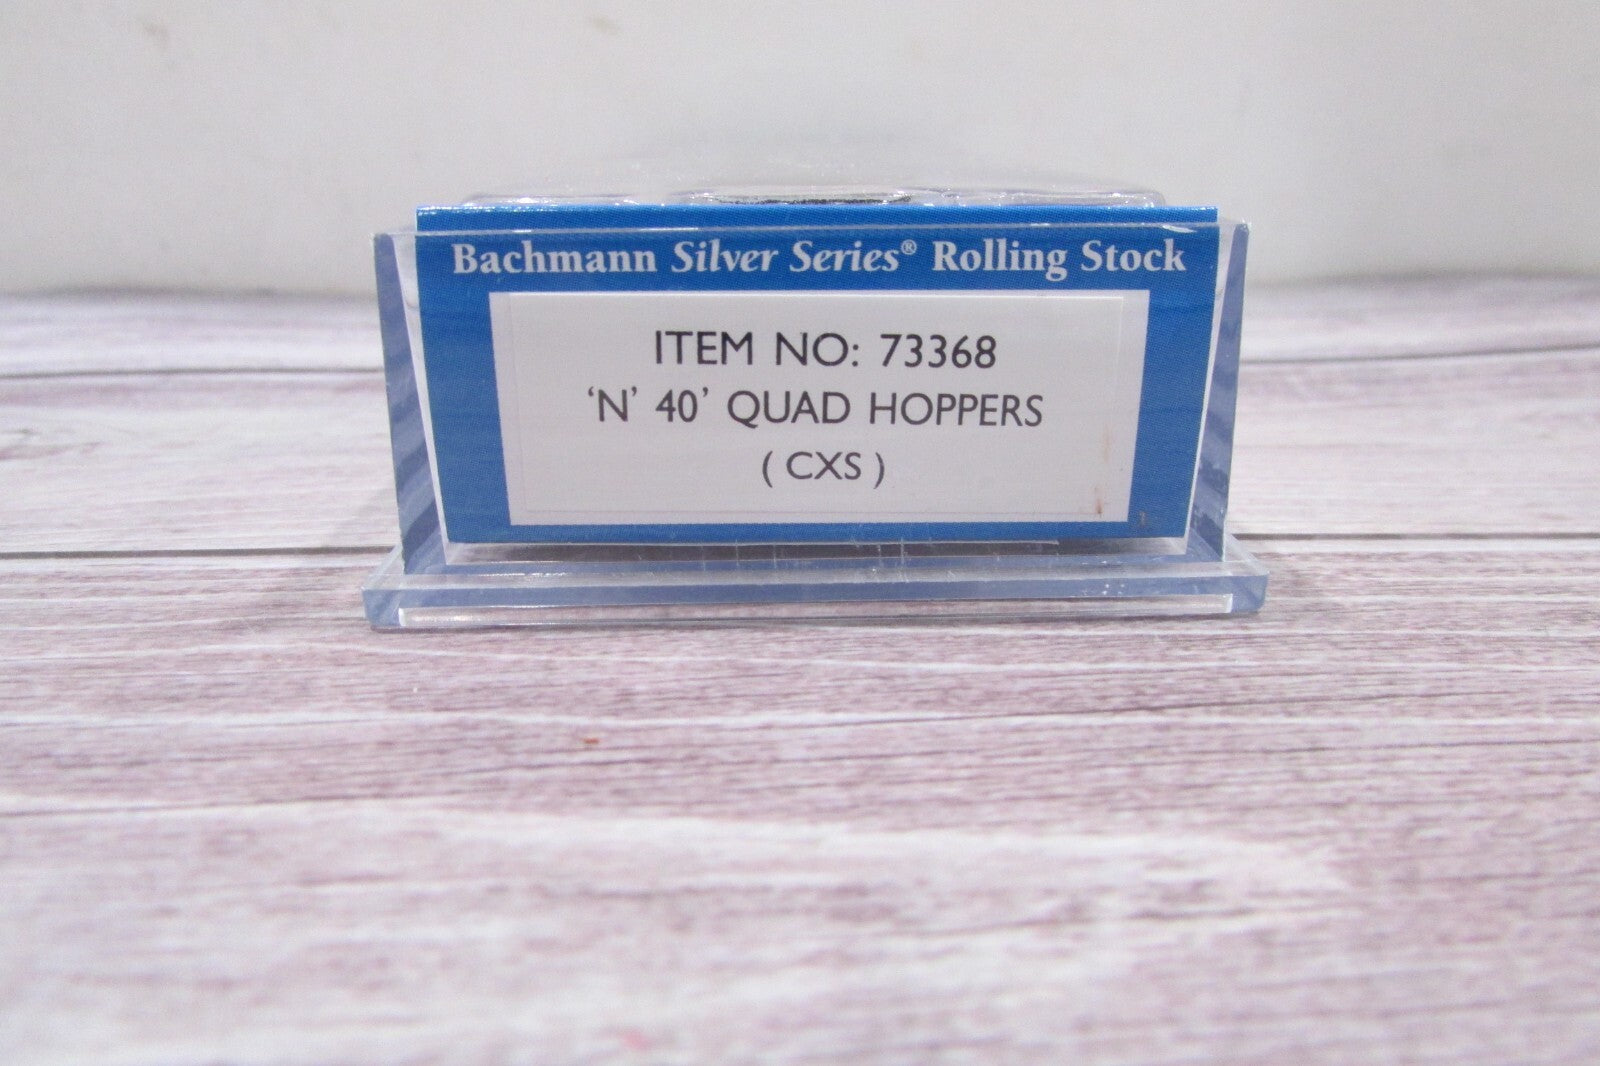 Bachmann Silver Series® Rolling Stock
ITEM NO: 73368
‘N’ 40’ QUAD HOPPERS
( CXS )